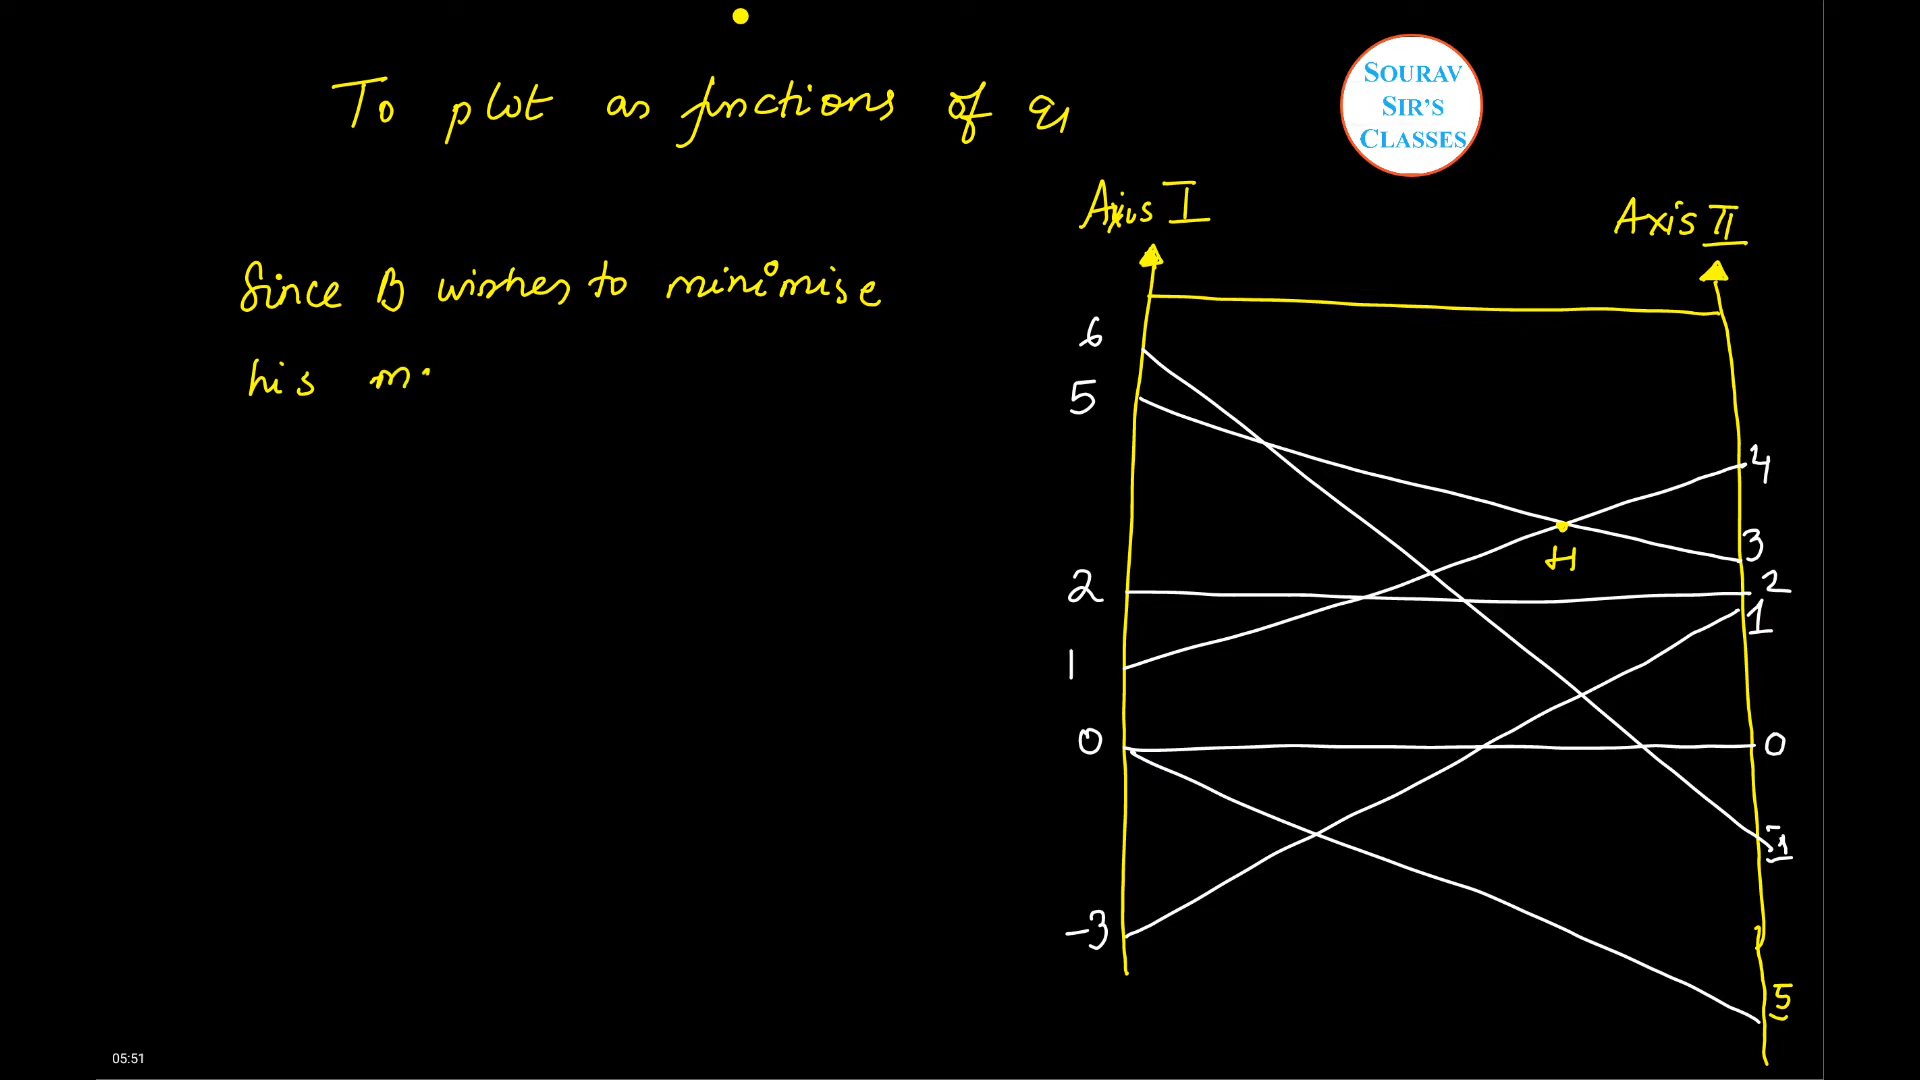 To plot as functions of q1
SOURAV
SIR'S
CLASSES
Axis I
Axis II
Since B wishes to minimise
his m
6
5
4
3
2
2
1
1
0
0
-1
-3
-5
H
05:51